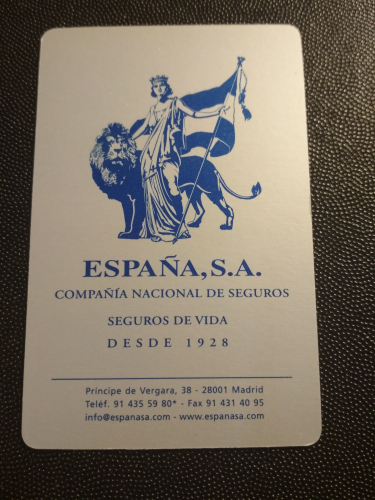 ESPAÑA, S.A.
COMPAÑÍA NACIONAL DE SEGUROS
SEGUROS DE VIDA
DESDE 1928
Príncipe de Vergara, 38 - 28001 Madrid
Teléf. 91 435 59 80* - Fax 91 431 40 95
info@espanasa.com - www.espanasa.com